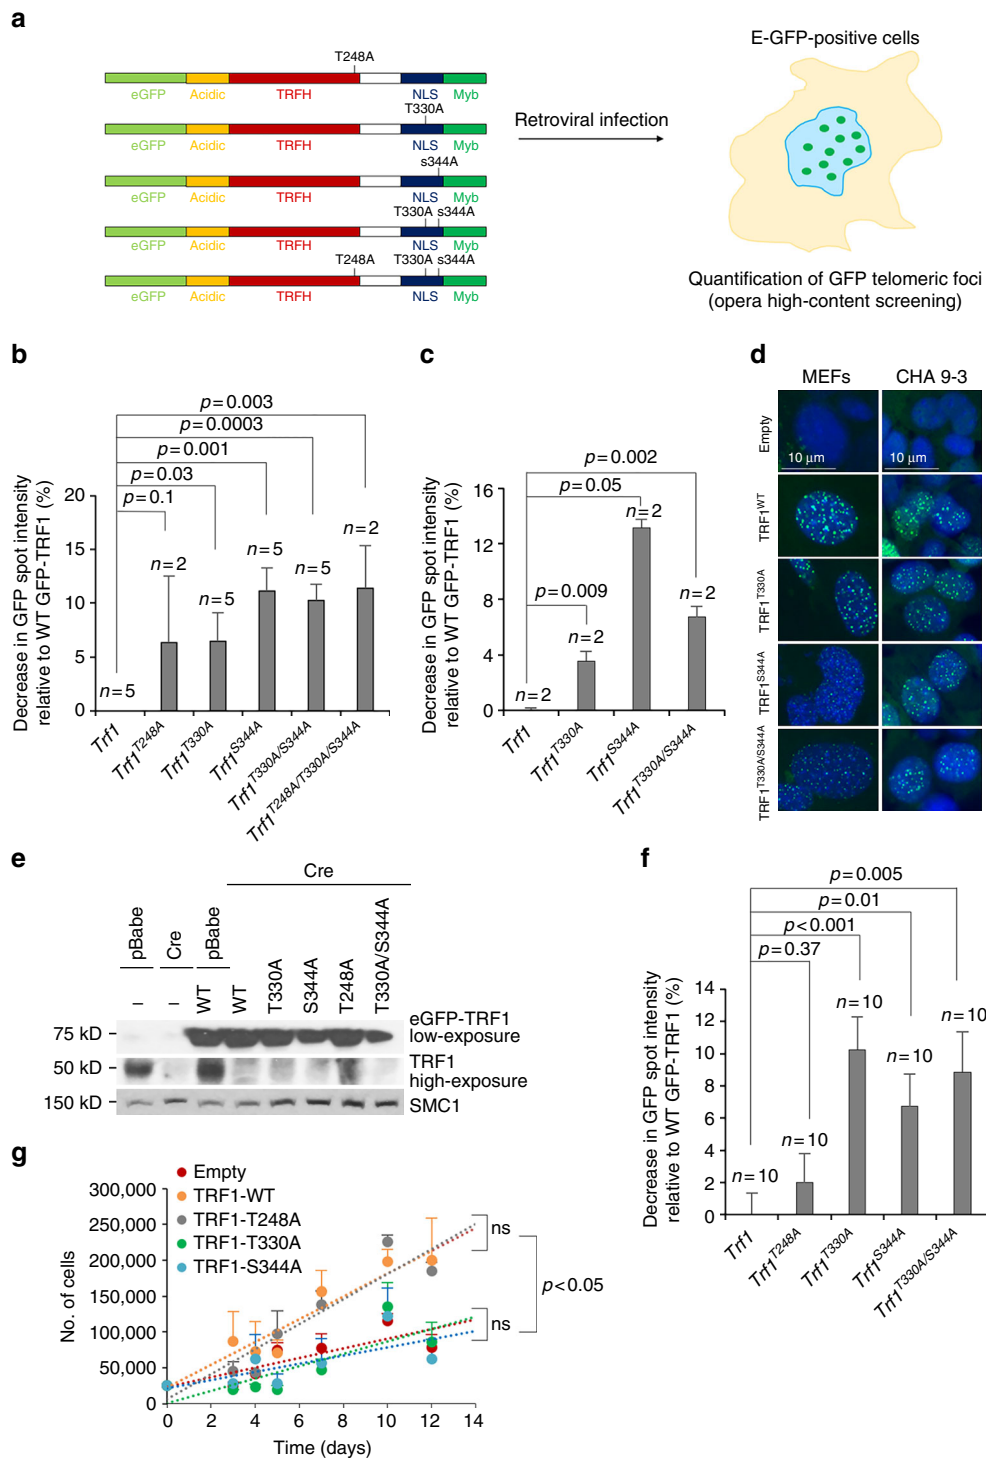 a
T248A
eGFP Acidic TRFH NLS Myb
T330A
eGFP Acidic TRFH NLS Myb
s344A
eGFP Acidic TRFH NLS Myb
T330A s344A
eGFP Acidic TRFH NLS Myb
T248A T330A s344A
eGFP Acidic TRFH NLS Myb
Retroviral infection
E-GFP-positive cells
Quantification of GFP telomeric foci
(opera high-content screening)
b
Decrease in GFP spot intensity
relative to WT GFP-TRF1 (%)
p=0.003
p=0.0003
p=0.001
p=0.03
p=0.1
20
15
10
5
0
n=5
n=2
n=5
n=5
n=5
n=2
Trf1
Trf1T248A
Trf1T330A
Trf1S344A
Trf1T330A/S344A
Trf1T248A/T330A/S344A
c
Decrease in GFP spot intensity
relative to WT GFP-TRF1 (%)
p=0.002
p=0.05
p=0.009
16
12
8
4
0
n=2
n=2
n=2
n=2
Trf1
Trf1T330A
Trf1S344A
Trf1T330A/S344A
d
MEFs CHA 9-3
Empty
10 μm 10 μm
TRF1WT
TRF1T330A
TRF1S344A
TRF1T330A/S344A
e
Cre
pBabe Cre pBabe
– – WT WT T330A S344A T248A T330A/S344A
75 kD
eGFP-TRF1
low-exposure
50 kD
TRF1
high-exposure
150 kD
SMC1
f
Decrease in GFP spot intensity
relative to WT GFP-TRF1 (%)
p=0.005
p=0.01
p<0.001
p=0.37
14
12
10
8
6
4
2
0
n=10
n=10
n=10
n=10
n=10
Trf1
Trf1T248A
Trf1T330A
Trf1S344A
Trf1T330A/S344A
g
Empty
TRF1-WT
TRF1-T248A
TRF1-T330A
TRF1-S344A
No. of cells
300,000
250,000
200,000
150,000
100,000
50,000
0
0 2 4 6 8 10 12 14
Time (days)
ns
p<0.05
ns